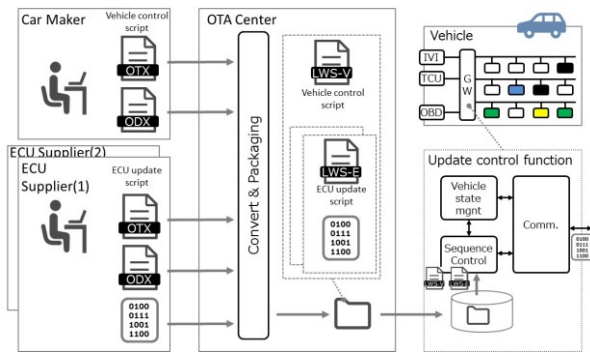 Car Maker
Vehicle control
script
OTX
ODX
ECU Supplier(2)
ECU
Supplier(1)
ECU update
script
OTX
ODX
0100
0111
1001
1100
OTA Center
Convert & Packaging
LWS-V
Vehicle control
script
LWS-E
ECU update
script
0100
0111
1001
1100
Vehicle
IVI
TCU
OBD
G
W
Update control function
Vehicle
state
mgnt
Comm.
Sequence
Control
LWS-V
LWS-E
0100
0111
1001
1100